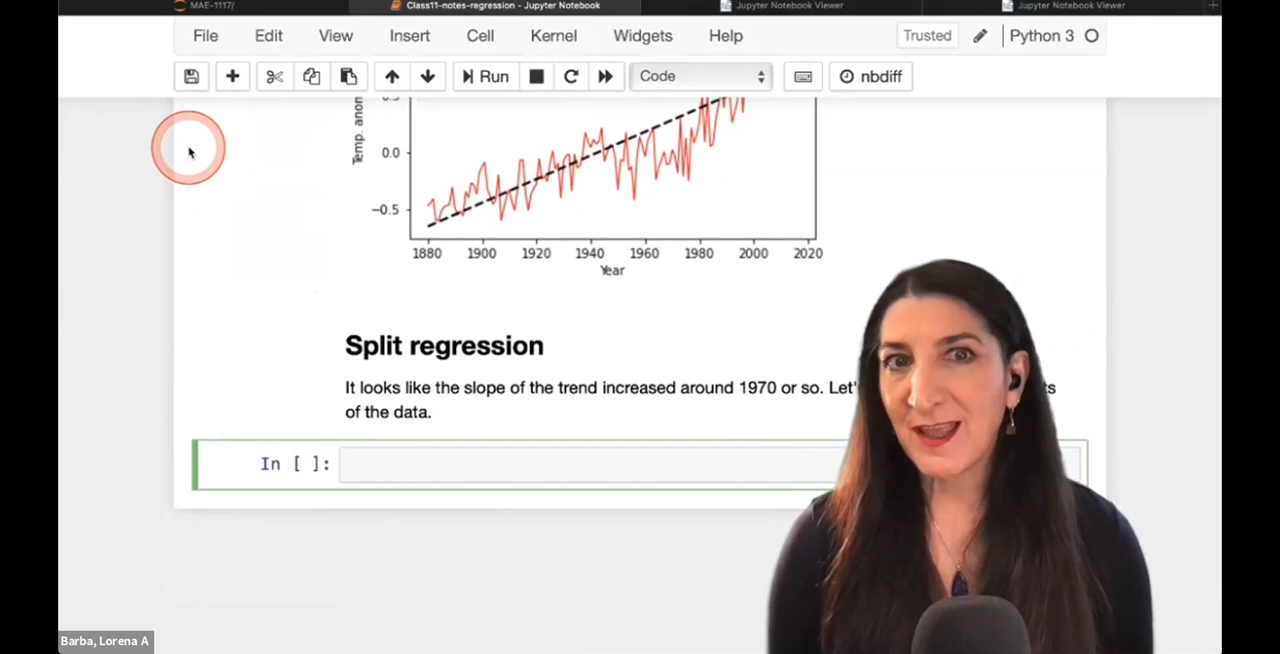 MAE-1117/ Class11-notes-regression - Jupyter Notebook Jupyter Notebook Viewer Jupyter Notebook Viewer
File Edit View Insert Cell Kernel Widgets Help Trusted Python 3
Run Code nbdiff
Temp. anon
0.0
−0.5
1880 1900 1920 1940 1960 1980 2000 2020
Year
Split regression
It looks like the slope of the trend increased around 1970 or so. Let'
of the data.
In [ ]:
Barba, Lorena A